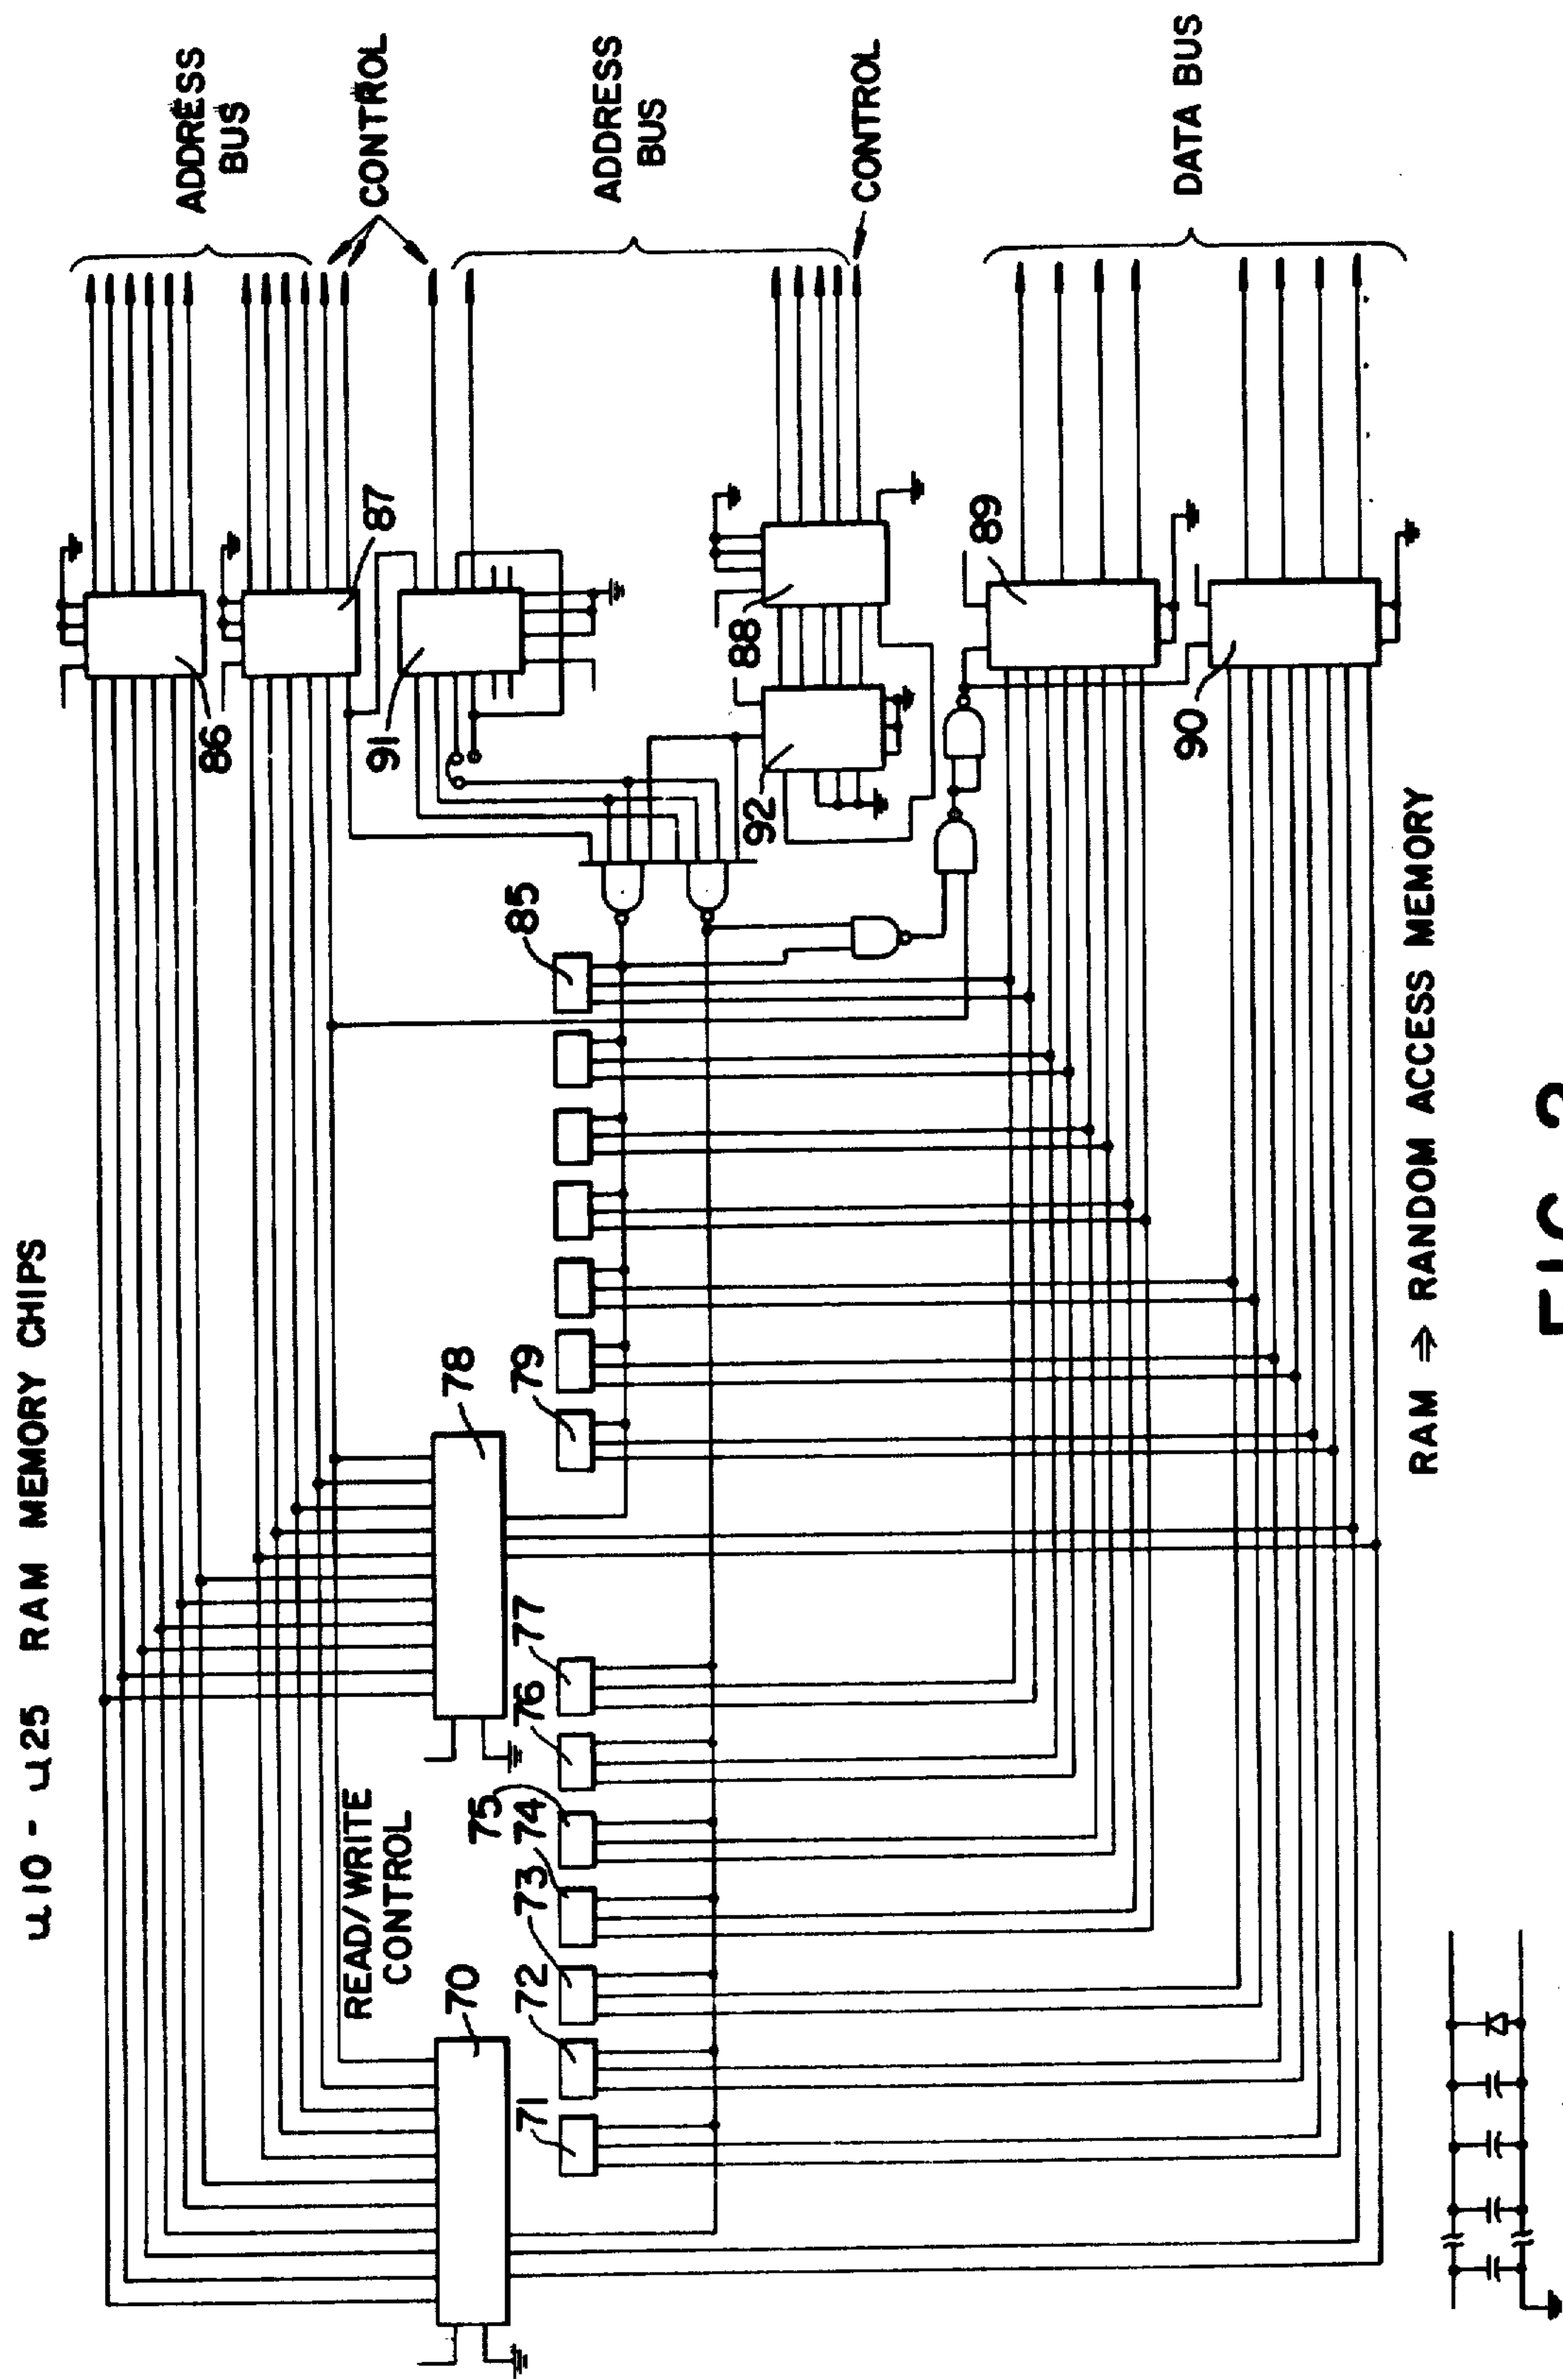 u10 - u25 RAM MEMORY CHIPS
ADDRESS
BUS
CONTROL
ADDRESS
BUS
CONTROL
DATA BUS
86
87
91
88
92
89
90
85
78
79
READ/WRITE
CONTROL
70
71
72
73
74
75
76
77
RAM ⇒ RANDOM ACCESS MEMORY